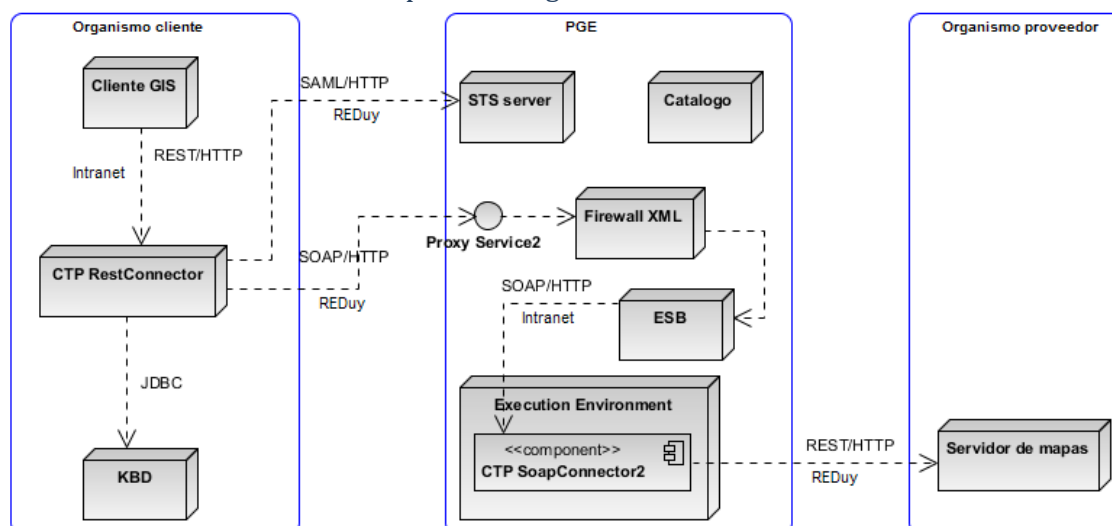 Organismo cliente
PGE
Organismo proveedor
Cliente GIS
SAML/HTTP
STS server
Catalogo
REDuy
REST/HTTP
Intranet
Firewall XML
Proxy Service2
CTP RestConnector
SOAP/HTTP
REDuy
SOAP/HTTP
Intranet
ESB
JDBC
Execution Environment
<<component>>
CTP SoapConnector2
REST/HTTP
REDuy
Servidor de mapas
KBD